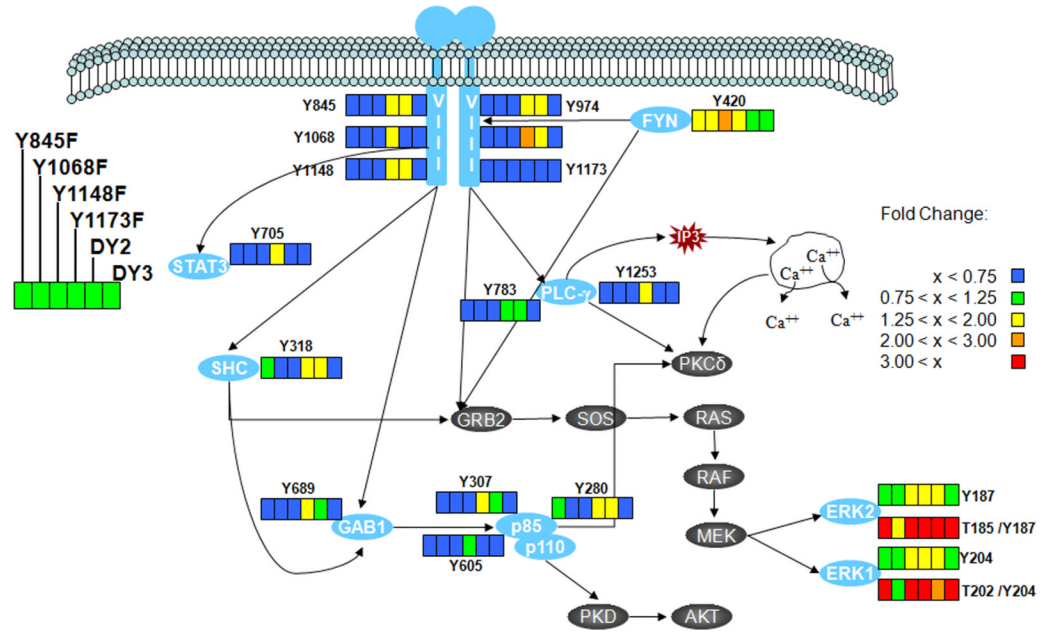 Y845
Y974
Y420
V V
FYN
I I
Y1068
I I
Y1148
I I
Y1173
Y845F
Y1068F
Y1148F
Y1173F
DY2
DY3
Y705
STAT3
IP3
Ca++
Ca++
Ca++
Ca++
Fold Change:
x < 0.75
0.75 < x < 1.25
1.25 < x < 2.00
2.00 < x < 3.00
3.00 < x
Y783
PLC-γ
Y1253
Y318
SHC
PKCδ
GRB2
SOS
RAS
RAF
Y689
GAB1
Y307
Y280
p85
p110
Y605
MEK
ERK2
Y187
T185 /Y187
Y204
ERK1
T202 /Y204
PKD
AKT